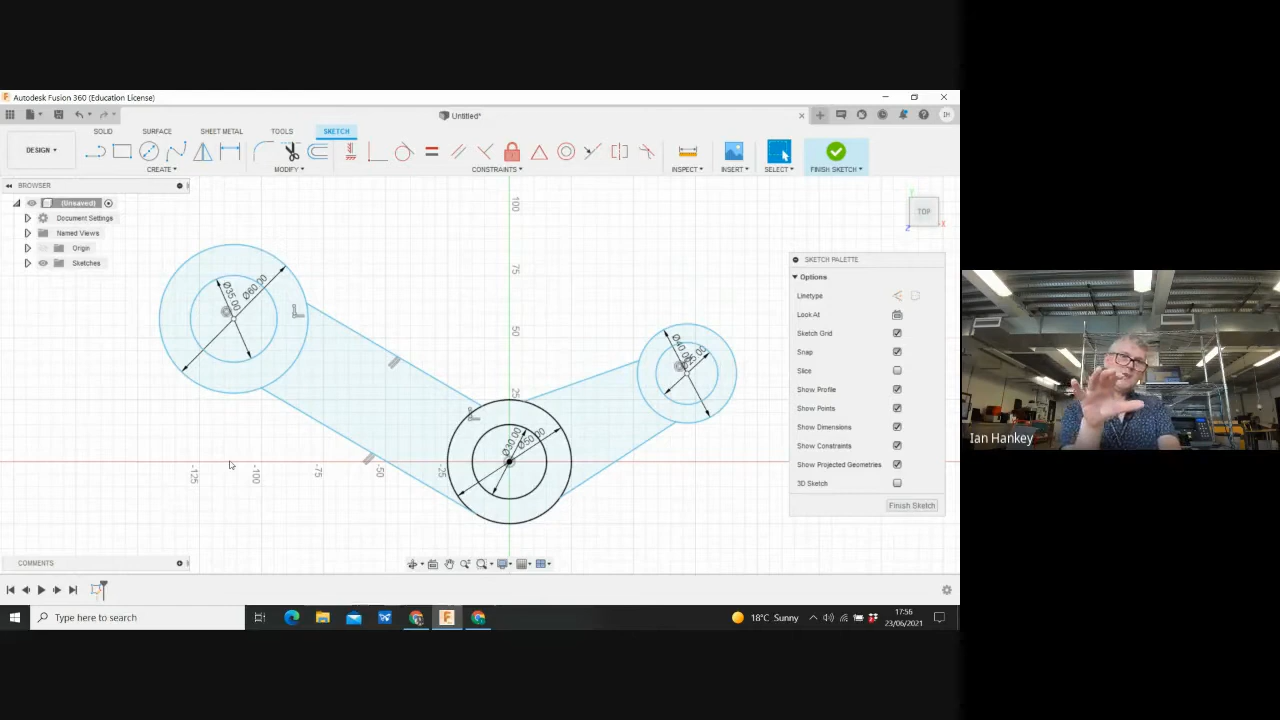 Autodesk Fusion 360 (Education License)
Untitled*
IH
SOLID SURFACE SHEET METAL TOOLS SKETCH
DESIGN
CREATE MODIFY CONSTRAINTS INSPECT INSERT SELECT FINISH SKETCH
BROWSER
(Unsaved)
Document Settings
Named Views
Origin
Sketches
100
75
50
25
-125
-100
-75
-50
-25
Ø35.00
Ø60.00
Ø30.00
Ø50.00
Ø40.00
TOP
Y
X
Z
SKETCH PALETTE
Options
Linetype
Look At
Sketch Grid
Snap
Slice
Show Profile
Show Points
Show Dimensions
Show Constraints
Show Projected Geometries
3D Sketch
Finish Sketch
COMMENTS
Type here to search
18°C Sunny
17:56
23/06/2021
Ian Hankey